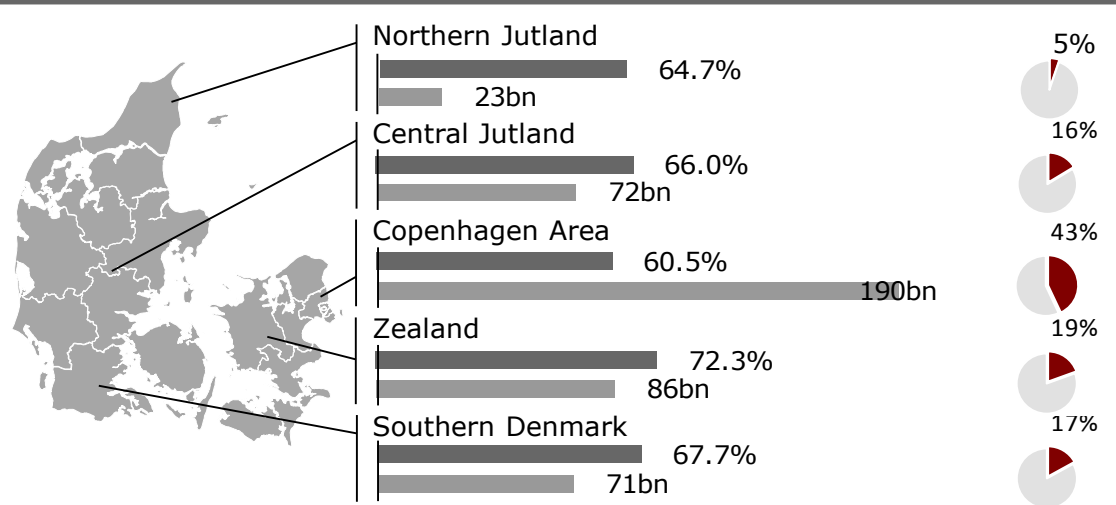 Northern Jutland
5%
64.7%
23bn
Central Jutland
16%
66.0%
72bn
Copenhagen Area
43%
60.5%
190bn
Zealand
19%
72.3%
86bn
Southern Denmark
17%
67.7%
71bn